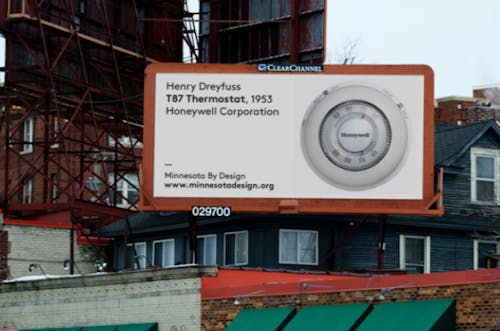 CLEARCHANNEL
Henry Dreyfuss
T87 Thermostat, 1953
Honeywell Corporation
Honeywell
Minnesota By Design
www.minnesotadesign.org
029700